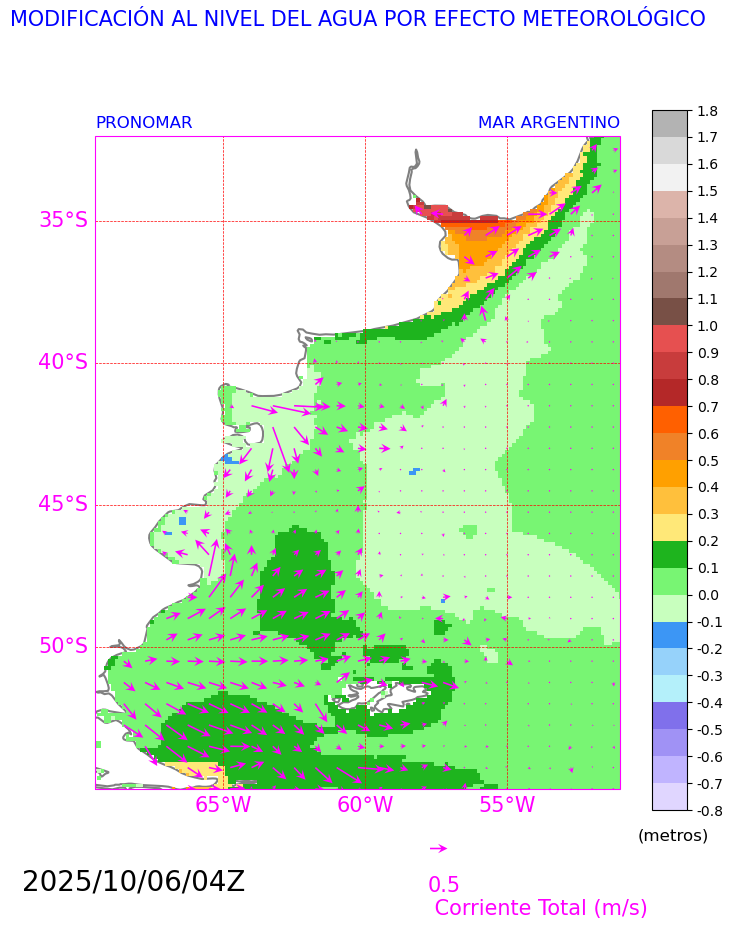 MODIFICACIÓN AL NIVEL DEL AGUA POR EFECTO METEOROLÓGICO
PRONOMAR MAR ARGENTINO
35°S
40°S
45°S
50°S
65°W 60°W 55°W
1.8
1.7
1.6
1.5
1.4
1.3
1.2
1.1
1.0
0.9
0.8
0.7
0.6
0.5
0.4
0.3
0.2
0.1
0.0
-0.1
-0.2
-0.3
-0.4
-0.5
-0.6
-0.7
-0.8
(metros)
2025/10/06/04Z
0.5
Corriente Total (m/s)